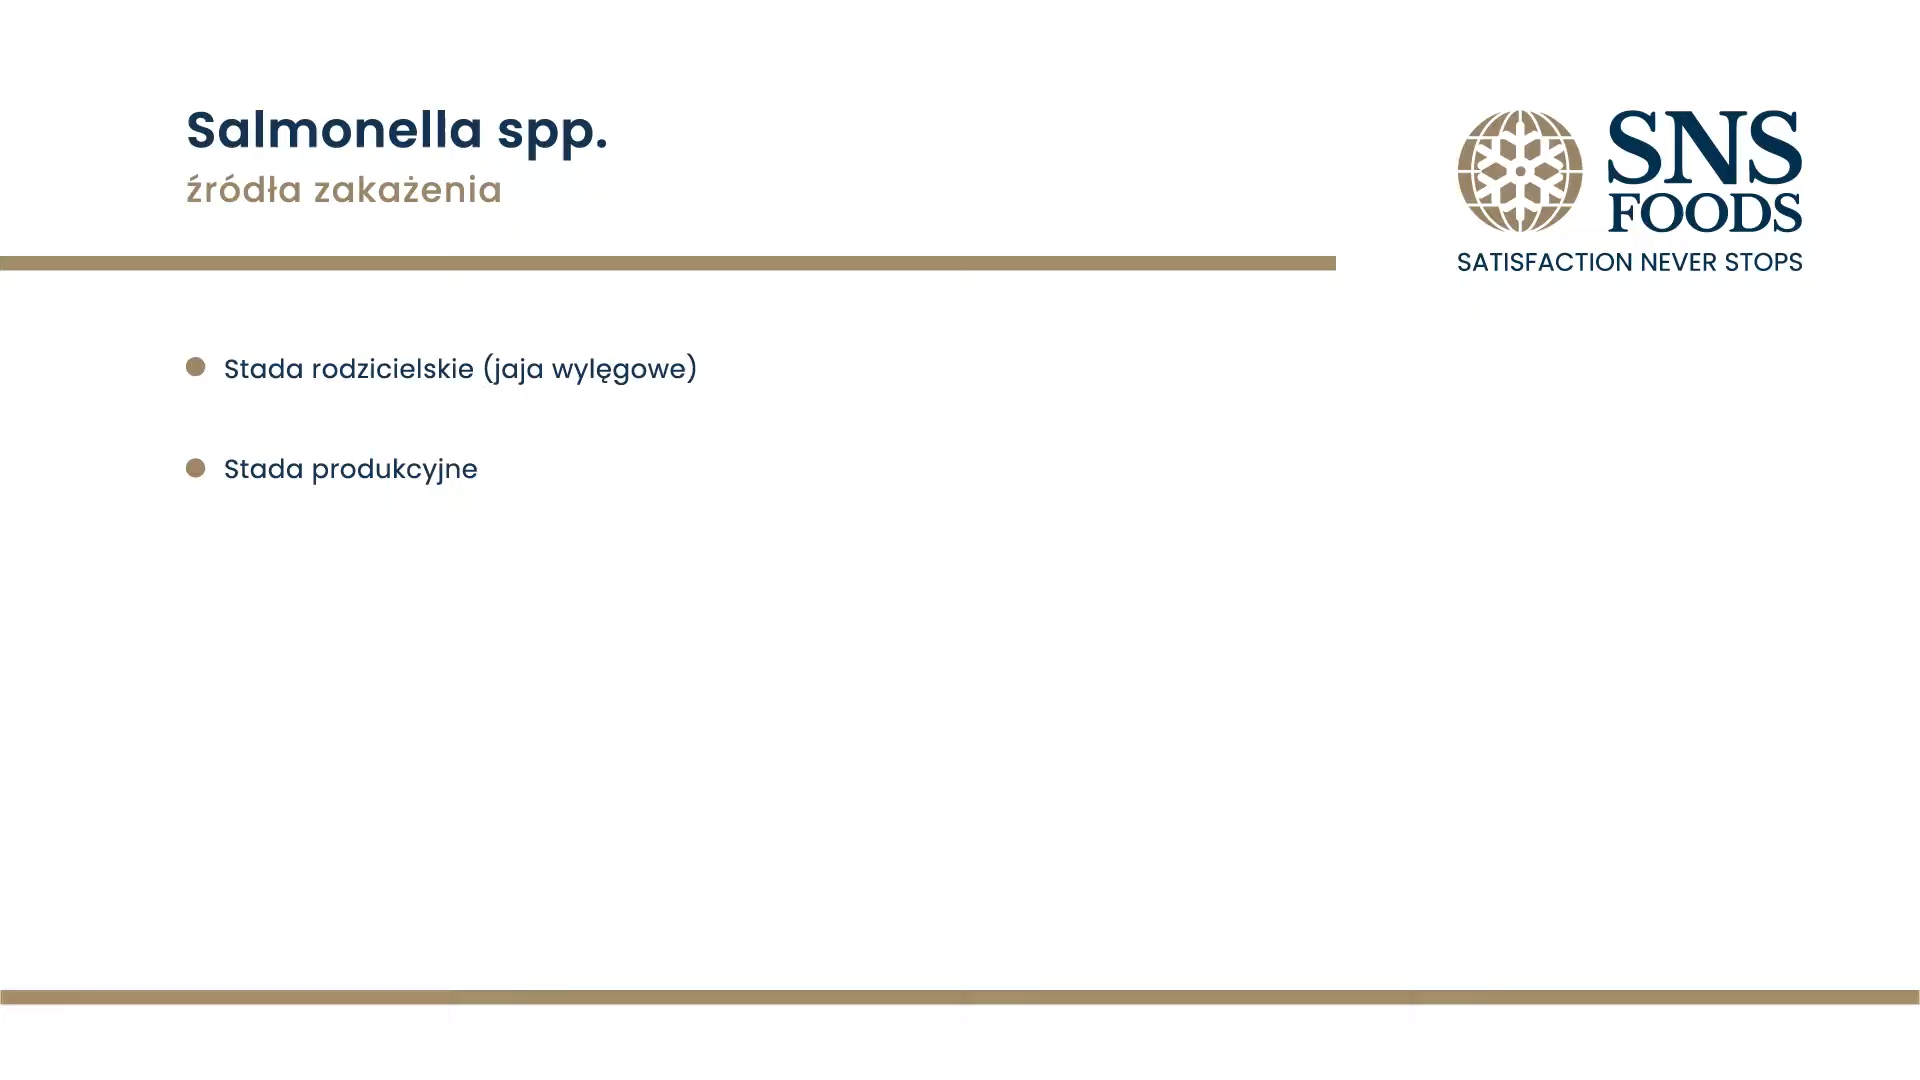 Salmonella spp.
źródła zakażenia
SNS
FOODS
SATISFACTION NEVER STOPS
Stada rodzicielskie (jaja wylęgowe)
Stada produkcyjne